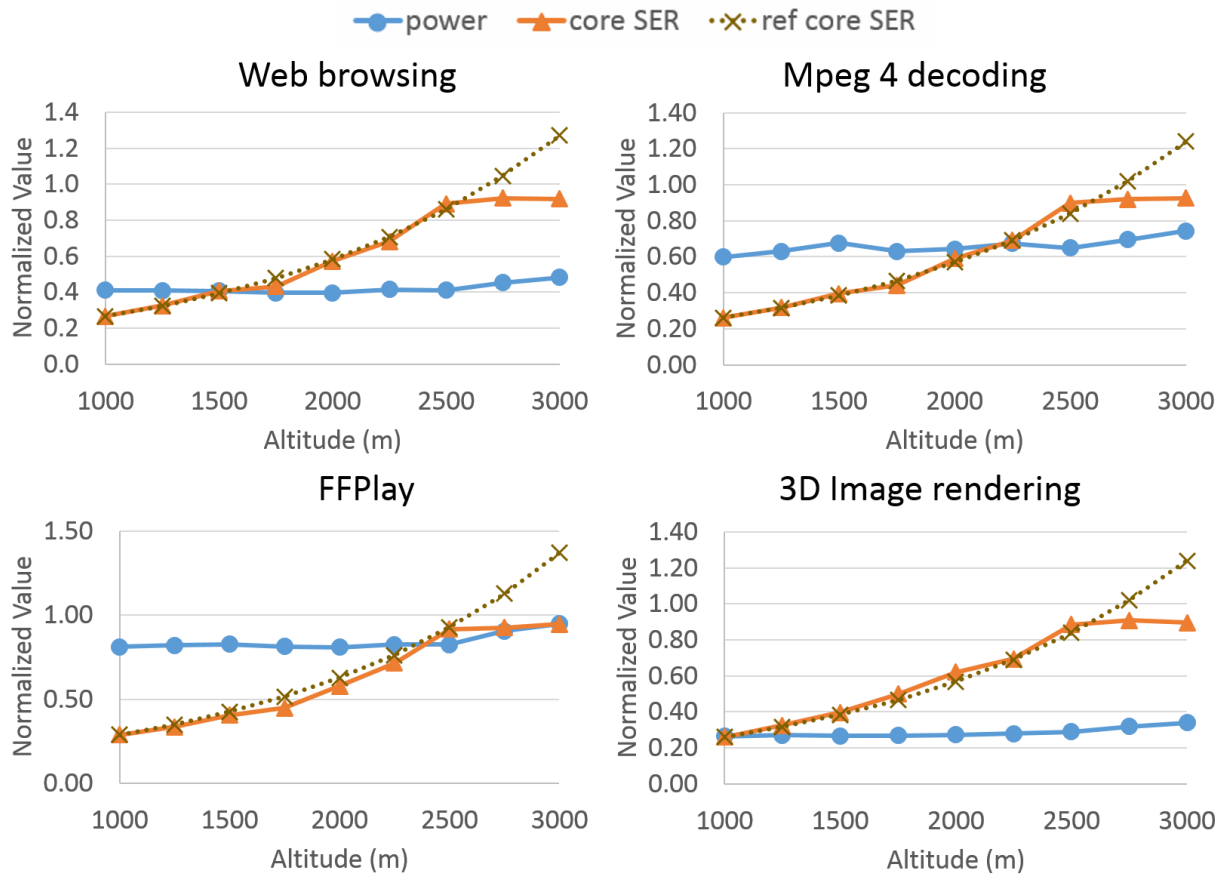 power core SER ref core SER
Web browsing
Normalized Value
1.4
1.2
1.0
0.8
0.6
0.4
0.2
0.0
1000 1500 2000 2500 3000
Altitude (m)
Mpeg 4 decoding
Normalized Value
1.40
1.20
1.00
0.80
0.60
0.40
0.20
0.00
1000 1500 2000 2500 3000
Altitude (m)
FFPlay
Normalized Value
1.50
1.00
0.50
0.00
1000 1500 2000 2500 3000
Altitude (m)
3D Image rendering
Normalized Value
1.40
1.20
1.00
0.80
0.60
0.40
0.20
0.00
1000 1500 2000 2500 3000
Altitude (m)